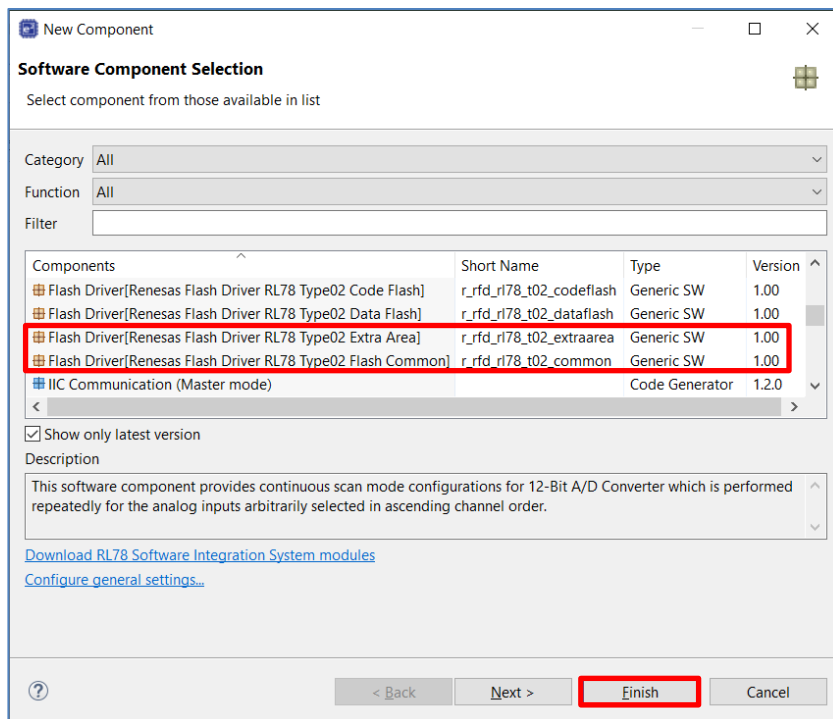 New Component
Software Component Selection
Select component from those available in list
Category All
Function All
Filter
Components Short Name Type Version
Flash Driver[Renesas Flash Driver RL78 Type02 Code Flash] r_rfd_rl78_t02_codeflash Generic SW 1.00
Flash Driver[Renesas Flash Driver RL78 Type02 Data Flash] r_rfd_rl78_t02_dataflash Generic SW 1.00
Flash Driver[Renesas Flash Driver RL78 Type02 Extra Area] r_rfd_rl78_t02_extraarea Generic SW 1.00
Flash Driver[Renesas Flash Driver RL78 Type02 Flash Common] r_rfd_rl78_t02_common Generic SW 1.00
IIC Communication (Master mode) Code Generator 1.2.0
Show only latest version
Description
This software component provides continuous scan mode configurations for 12-Bit A/D Converter which is performed
repeatedly for the analog inputs arbitrarily selected in ascending channel order.
Download RL78 Software Integration System modules
Configure general settings...
? < Back Next > Finish Cancel